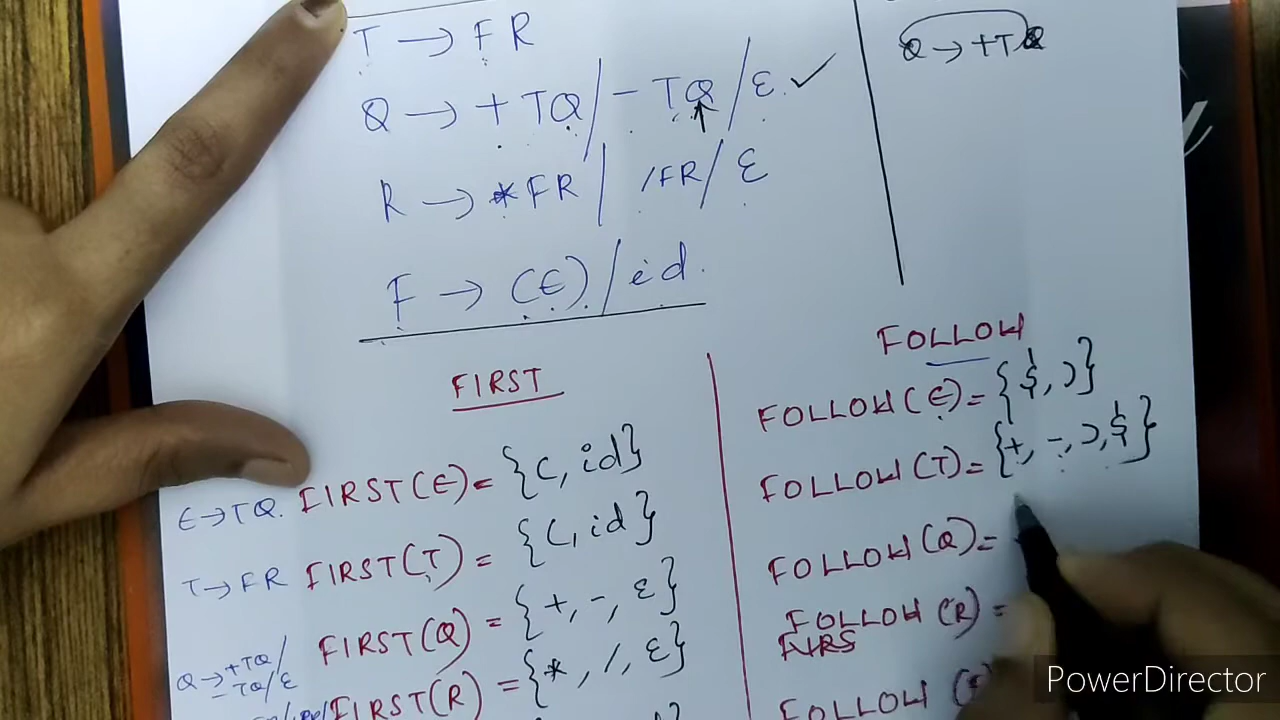 T → FR
Q → +TQ/ - TQ/ε. ✓
Q → +TQ
R → *FR/ /FR/ ε
F → (E)/id.
FIRST
E→TQ. FIRST(E)= {(, id}
T→FR FIRST(T) = {(, id}
FIRST(Q) = {+, -, ε}
Q→+TQ/
-TQ/ε
FIRST(R) = {*, /, ε}
FOLLOW
FOLLOW(E)= {$, )}
FOLLOW(T)= {+, -, ), $}
FOLLOW(Q)=
FOLLOW(R) =
FIRS
FOLLOW
PowerDirector